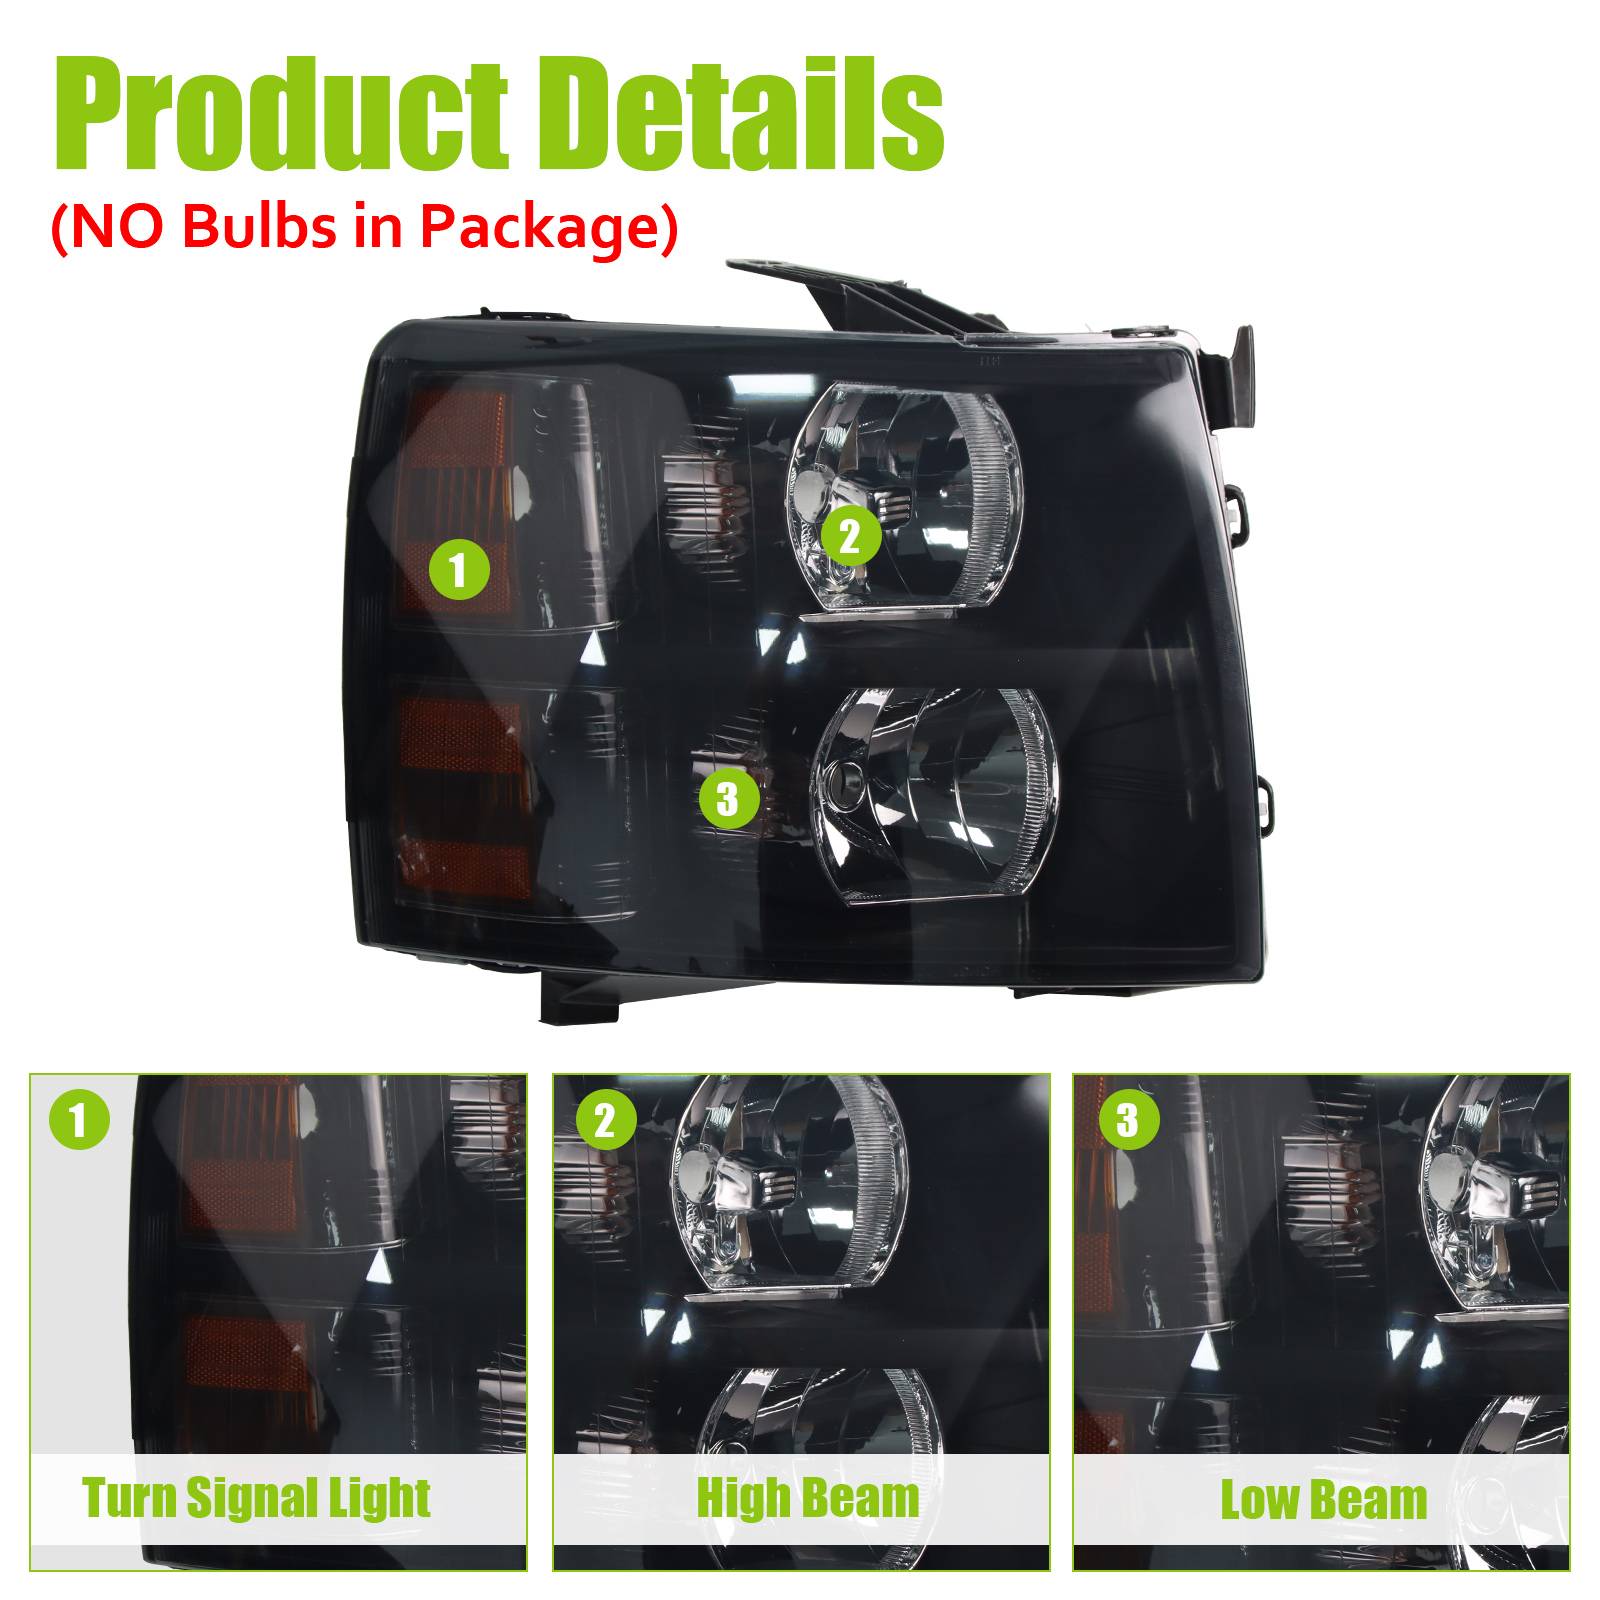 Product Details
(NO Bulbs in Package)
1
2
3
1
2
3
Turn Signal Light
High Beam
Low Beam